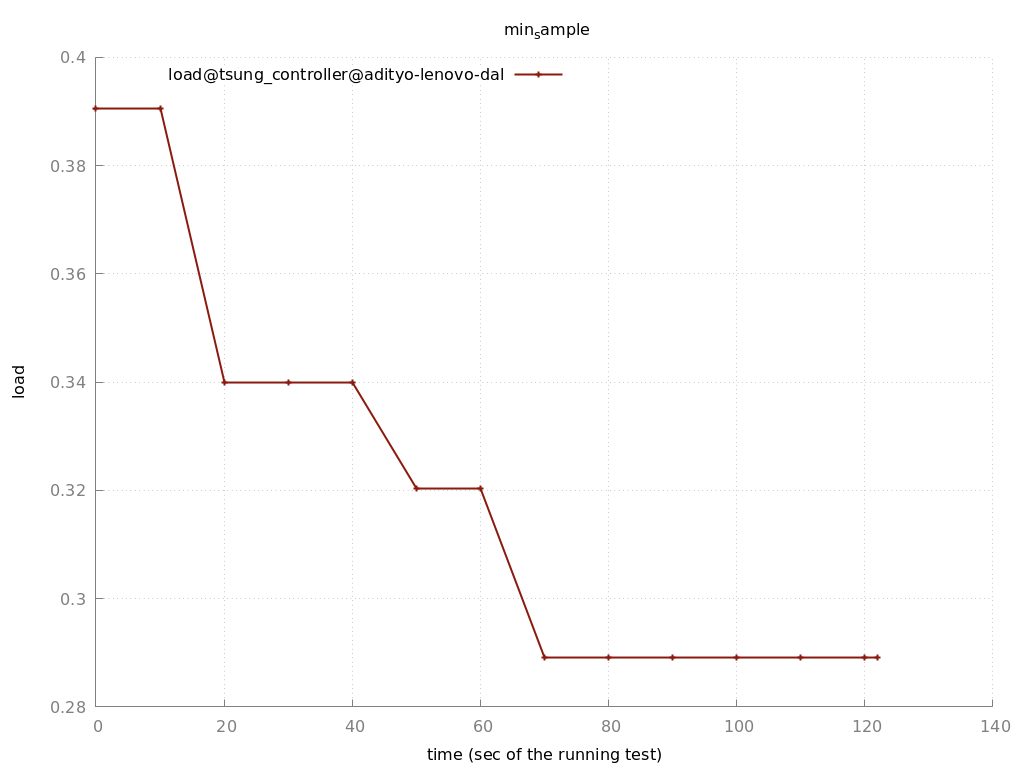 minsample
load@tsung_controller@adityo-lenovo-dal
0.4
0.38
0.36
0.34
0.32
0.3
0.28
load
0 20 40 60 80 100 120 140
time (sec of the running test)